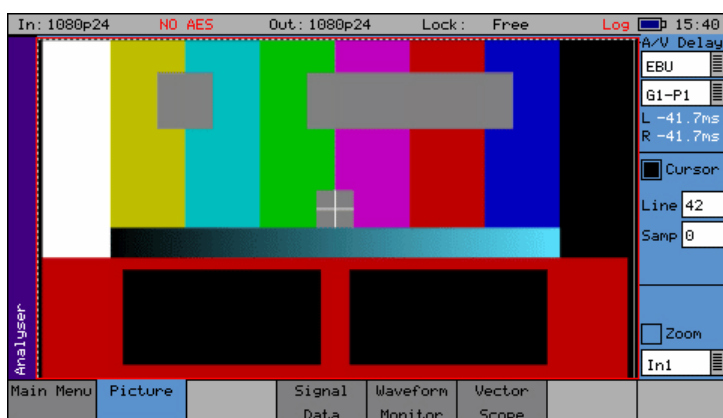 In: 1080p24 NO AES Out: 1080p24 Lock: Free Log 15:40
A/V Delay
EBU
G1-P1
L -41.7ms
R -41.7ms
Cursor
Line 42
Samp 0
Zoom
In1
Analyser
Main Menu Picture Signal Data Waveform Monitor Vector Scope